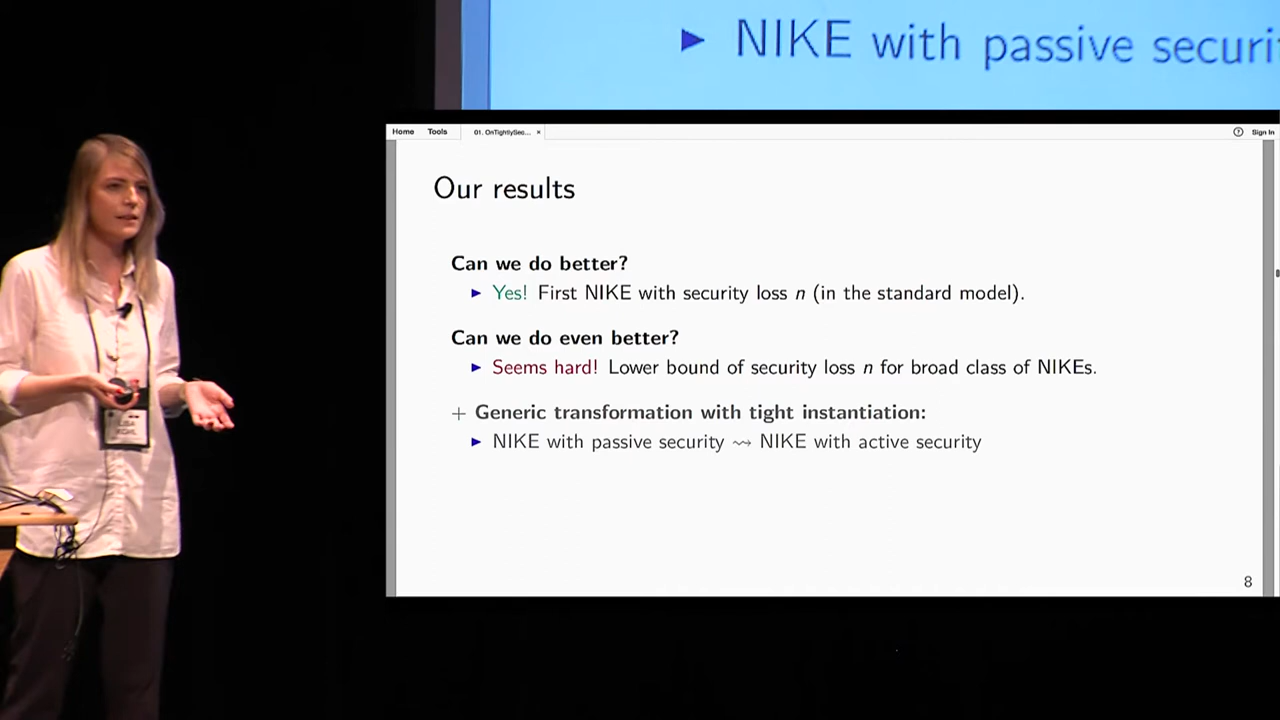 ▶ NIKE with passive securi
Home Tools 01. OnTightlySec... × Sign In
Our results
Can we do better?
▶ Yes! First NIKE with security loss n (in the standard model).
Can we do even better?
▶ Seems hard! Lower bound of security loss n for broad class of NIKEs.
+ Generic transformation with tight instantiation:
▶ NIKE with passive security ⇝ NIKE with active security
8
LISA
KOHL